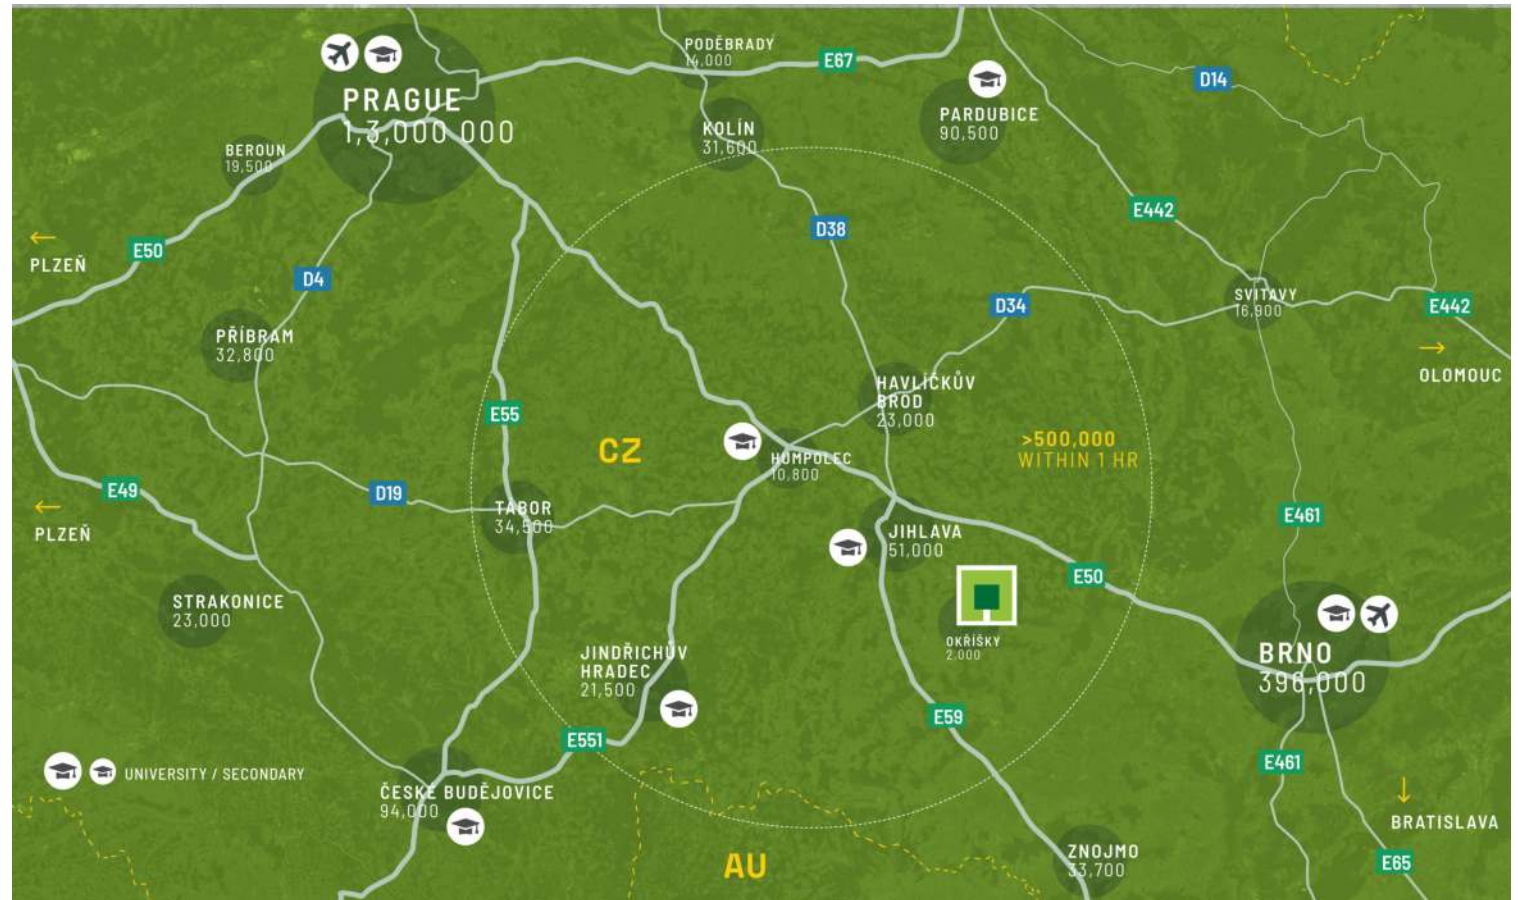 PODĚBRADY
14,000
E67
D14
PRAGUE
1,3,000 000
PARDUBICE
90,500
KOLÍN
31,600
BEROUN
19,500
E442
D38
E50
← PLZEŇ
D4
SVITAVY
16,900
D34
E442
PŘÍBRAM
32,800
→
OLOMOUC
HAVLÍČKŮV
BROD
23,000
E55
CZ
>500,000
WITHIN 1 HR
HUMPOLEC
10,800
E49
D19
← PLZEŇ
TÁBOR
34,500
E461
JIHLAVA
51,000
E50
STRAKONICE
23,000
OKŘÍŠKY
2.000
JINDŘICHŮV
HRADEC
21,500
BRNO
396,000
E59
E551
E461
UNIVERSITY / SECONDARY
ČESKÉ BUDĚJOVICE
94,000
↓
BRATISLAVA
AU
ZNOJMO
33,700
E65